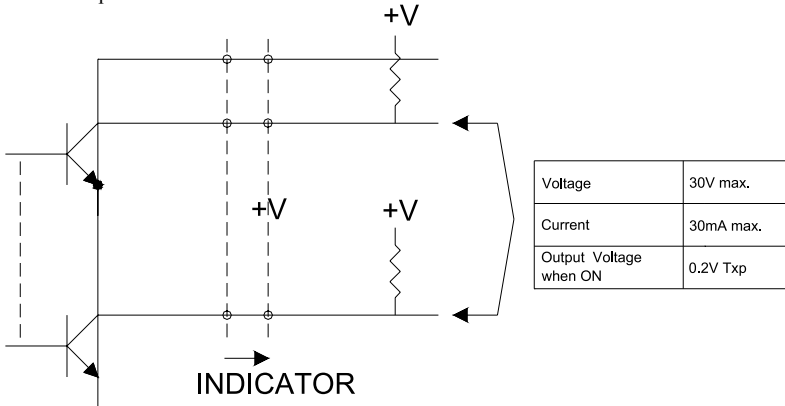 +V
+V
+V
Voltage 30V max.
Current 30mA max.
Output Voltage
when ON 0.2V Txp
INDICATOR